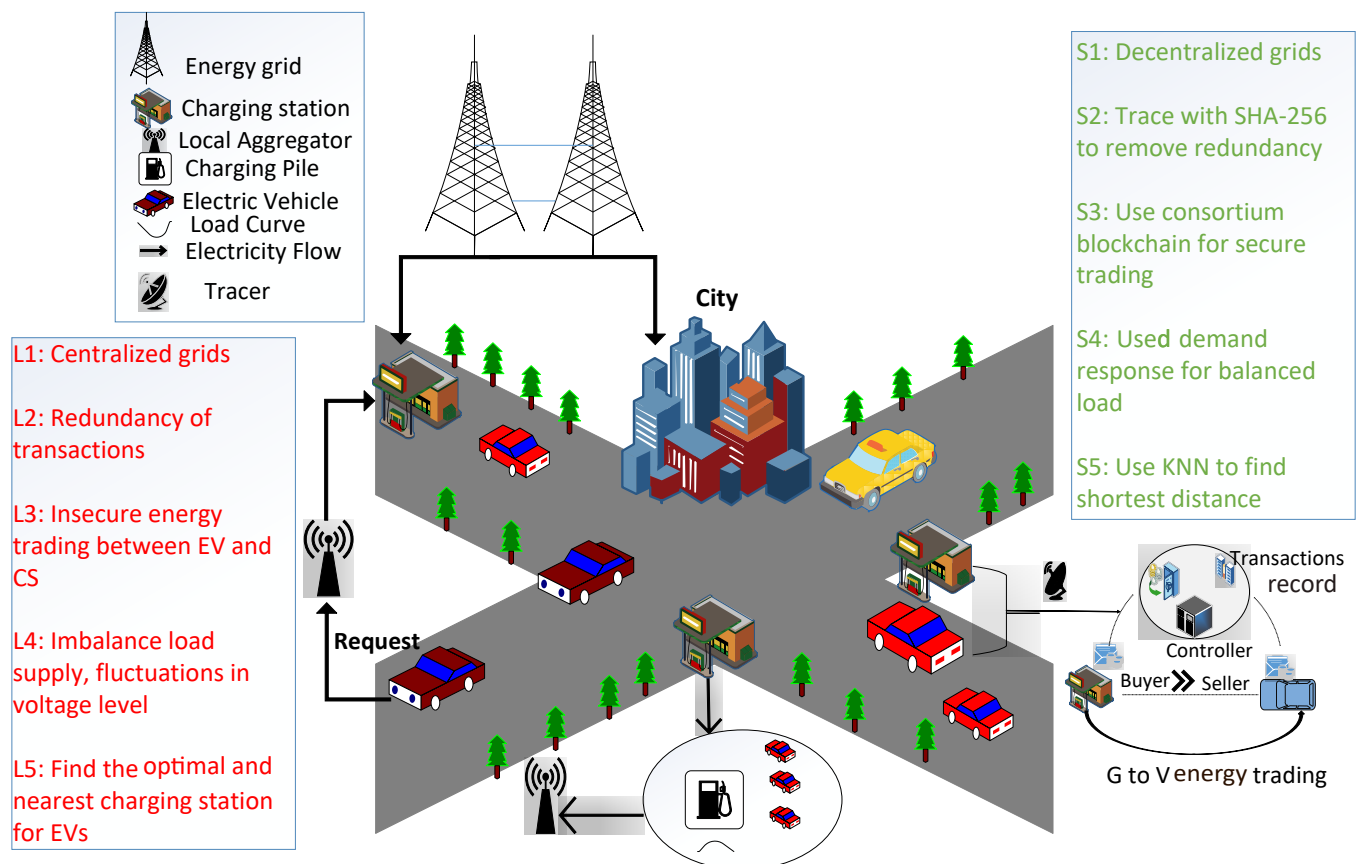 Energy grid
Charging station
Local Aggregator
Charging Pile
Electric Vehicle
Load Curve
Electricity Flow
Tracer
L1: Centralized grids
L2: Redundancy of
transactions
L3: Insecure energy
trading between EV and
CS
L4: Imbalance load
supply, fluctuations in
voltage level
L5: Find the optimal and
nearest charging station
for EVs
City
Request
S1: Decentralized grids
S2: Trace with SHA-256
to remove redundancy
S3: Use consortium
blockchain for secure
trading
S4: Used demand
response for balanced
load
S5: Use KNN to find
shortest distance
Transactions
record
Controller
Buyer
Seller
G to V energy trading